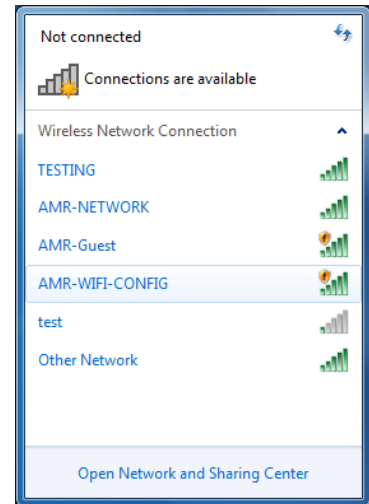 Not connected
Connections are available
Wireless Network Connection
TESTING
AMR-NETWORK
AMR-Guest
AMR-WIFI-CONFIG
test
Other Network
Open Network and Sharing Center